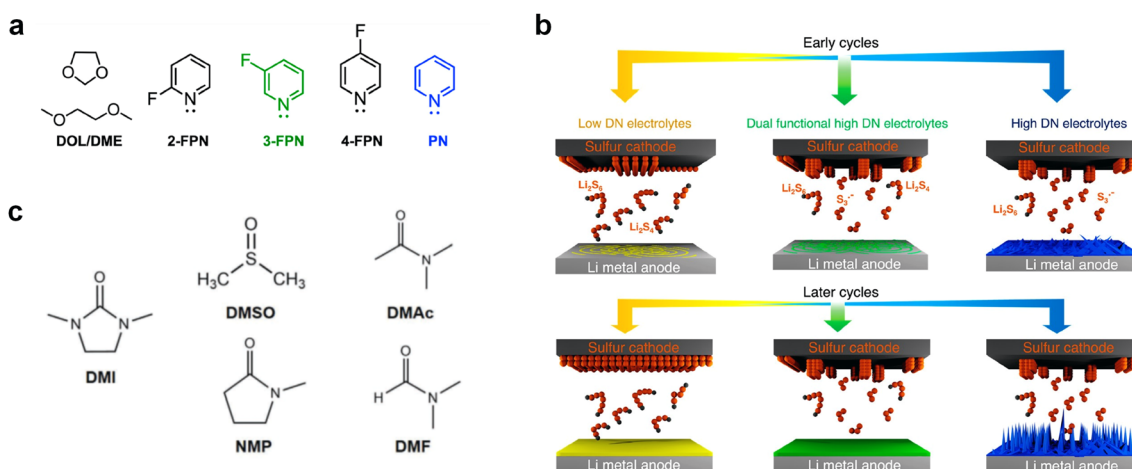 a
O
O
O
O
DOL/DME
F
N
2-FPN
F
N
3-FPN
F
N
4-FPN
N
PN
b
Early cycles
Low DN electrolytes
Sulfur cathode
Li₂S₆
Li₂S₄
Li metal anode
Dual functional high DN electrolytes
Sulfur cathode
Li₂S₆
S₃·⁻
Li₂S₄
Li metal anode
High DN electrolytes
Sulfur cathode
S₃·⁻
Li₂S₆
Li metal anode
Later cycles
Sulfur cathode
Li metal anode
Sulfur cathode
Li metal anode
Sulfur cathode
Li metal anode
c
O
N
N
DMI
O
S
H₃C
CH₃
DMSO
O
N
DMAc
O
N
NMP
O
H
N
DMF